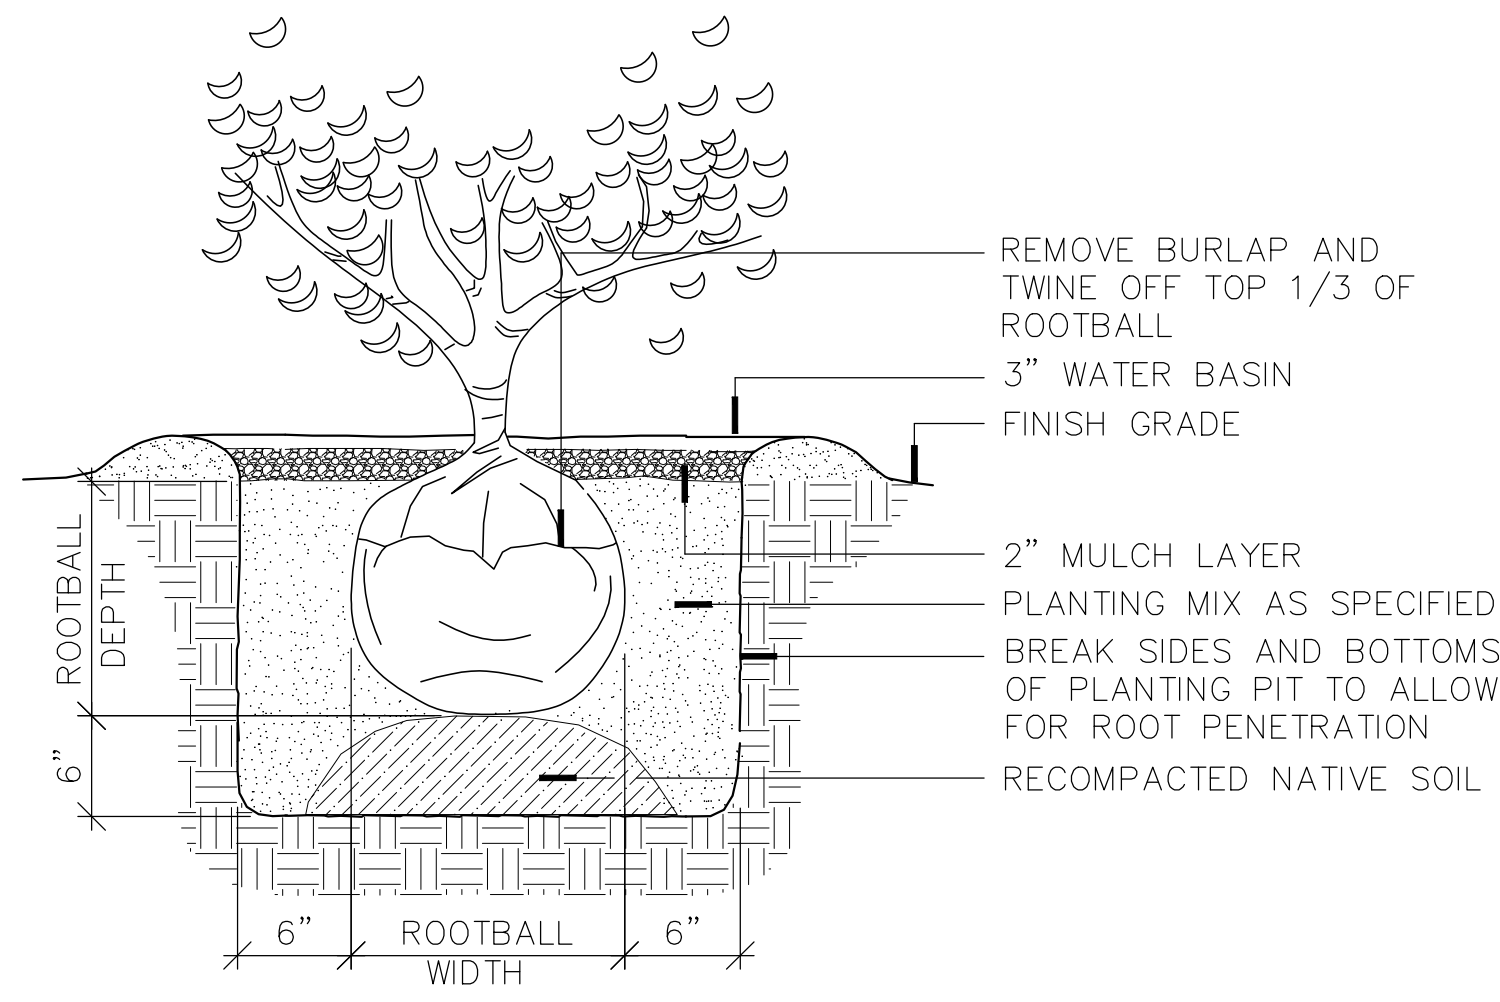 REMOVE BURLAP AND
TWINE OFF TOP 1/3 OF
ROOTBALL
3” WATER BASIN
FINISH GRADE
2” MULCH LAYER
PLANTING MIX AS SPECIFIED
BREAK SIDES AND BOTTOMS
OF PLANTING PIT TO ALLOW
FOR ROOT PENETRATION
RECOMPACTED NATIVE SOIL
ROOTBALL
DEPTH
6”
6”
ROOTBALL
WIDTH
6”